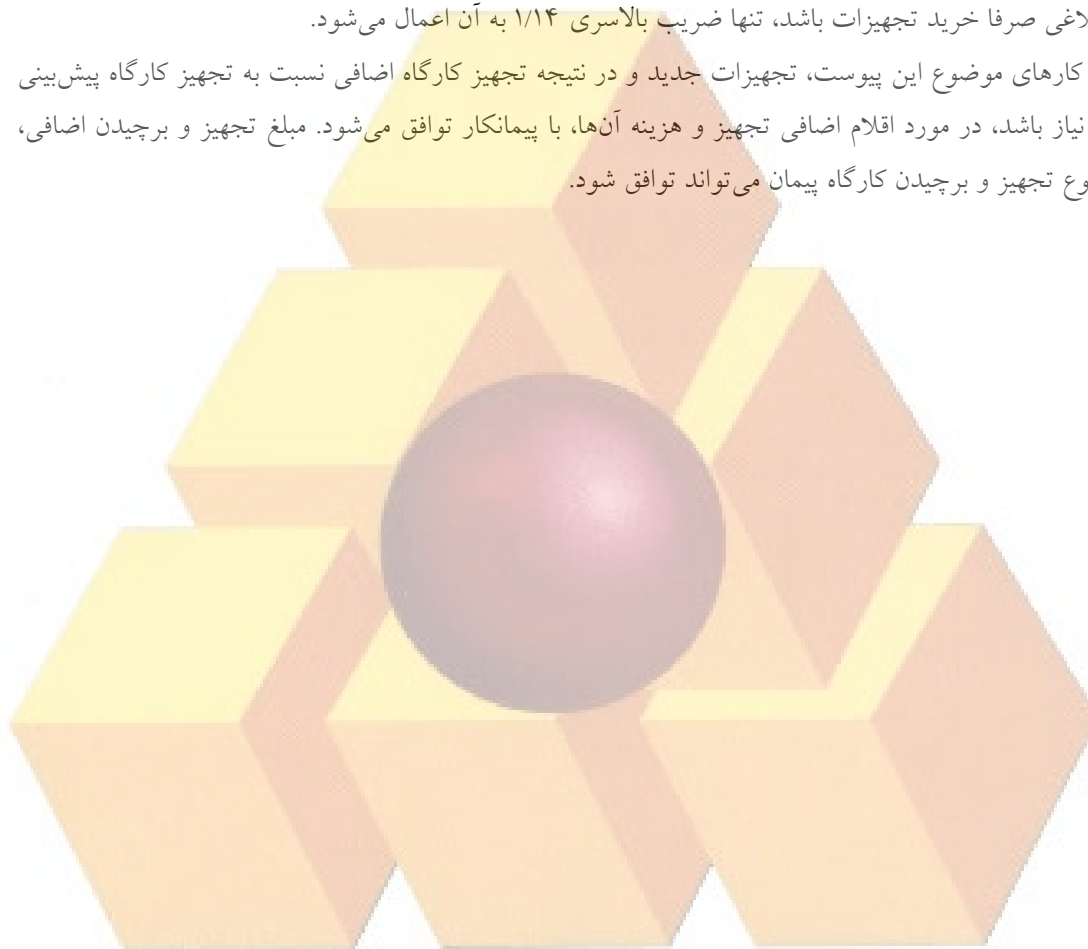 صرفا خرید تجهیزات باشد، تنها ضریب بالاسری ۱/۱۴ به آن اعمال می‌شود.
کارهای موضوع این پیوست، تجهیزات جدید و در نتیجه تجهیز کارگاه اضافی نسبت به تجهیز کارگاه پیش‌بینی
نیاز باشد، در مورد اقلام اضافی تجهیز و هزینه آن‌ها، با پیمانکار توافق می‌شود. مبلغ تجهیز و برچیدن اضافی،
تجهیز و برچیدن کارگاه پیمان می‌تواند توافق شود.